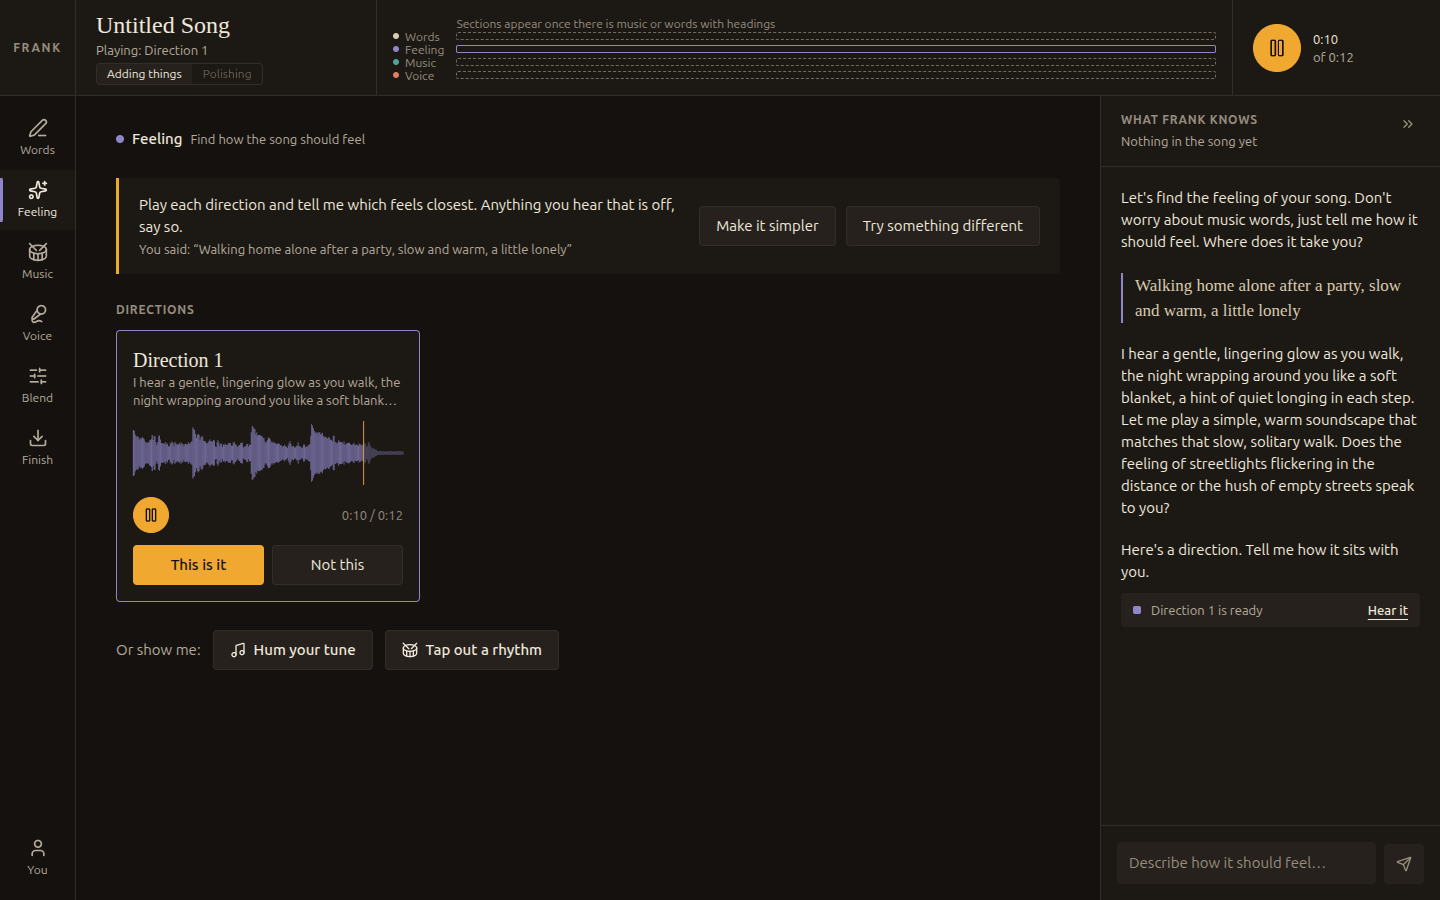 FRANK
Untitled Song
Playing: Direction 1
Adding things
Polishing
Sections appear once there is music or words with headings
Words
Feeling
Music
Voice
0:10
of 0:12
Words
Feeling
Music
Voice
Blend
Finish
You
Feeling
Find how the song should feel
Play each direction and tell me which feels closest. Anything you hear that is off,
say so.
You said: “Walking home alone after a party, slow and warm, a little lonely”
Make it simpler
Try something different
DIRECTIONS
Direction 1
I hear a gentle, lingering glow as you walk, the
night wrapping around you like a soft blank…
0:10 / 0:12
This is it
Not this
Or show me:
Hum your tune
Tap out a rhythm
WHAT FRANK KNOWS
Nothing in the song yet
Let's find the feeling of your song. Don't
worry about music words, just tell me how it
should feel. Where does it take you?
Walking home alone after a party, slow
and warm, a little lonely
I hear a gentle, lingering glow as you walk,
the night wrapping around you like a soft
blanket, a hint of quiet longing in each step.
Let me play a simple, warm soundscape that
matches that slow, solitary walk. Does the
feeling of streetlights flickering in the
distance or the hush of empty streets speak
to you?
Here's a direction. Tell me how it sits with
you.
Direction 1 is ready
Hear it
Describe how it should feel…